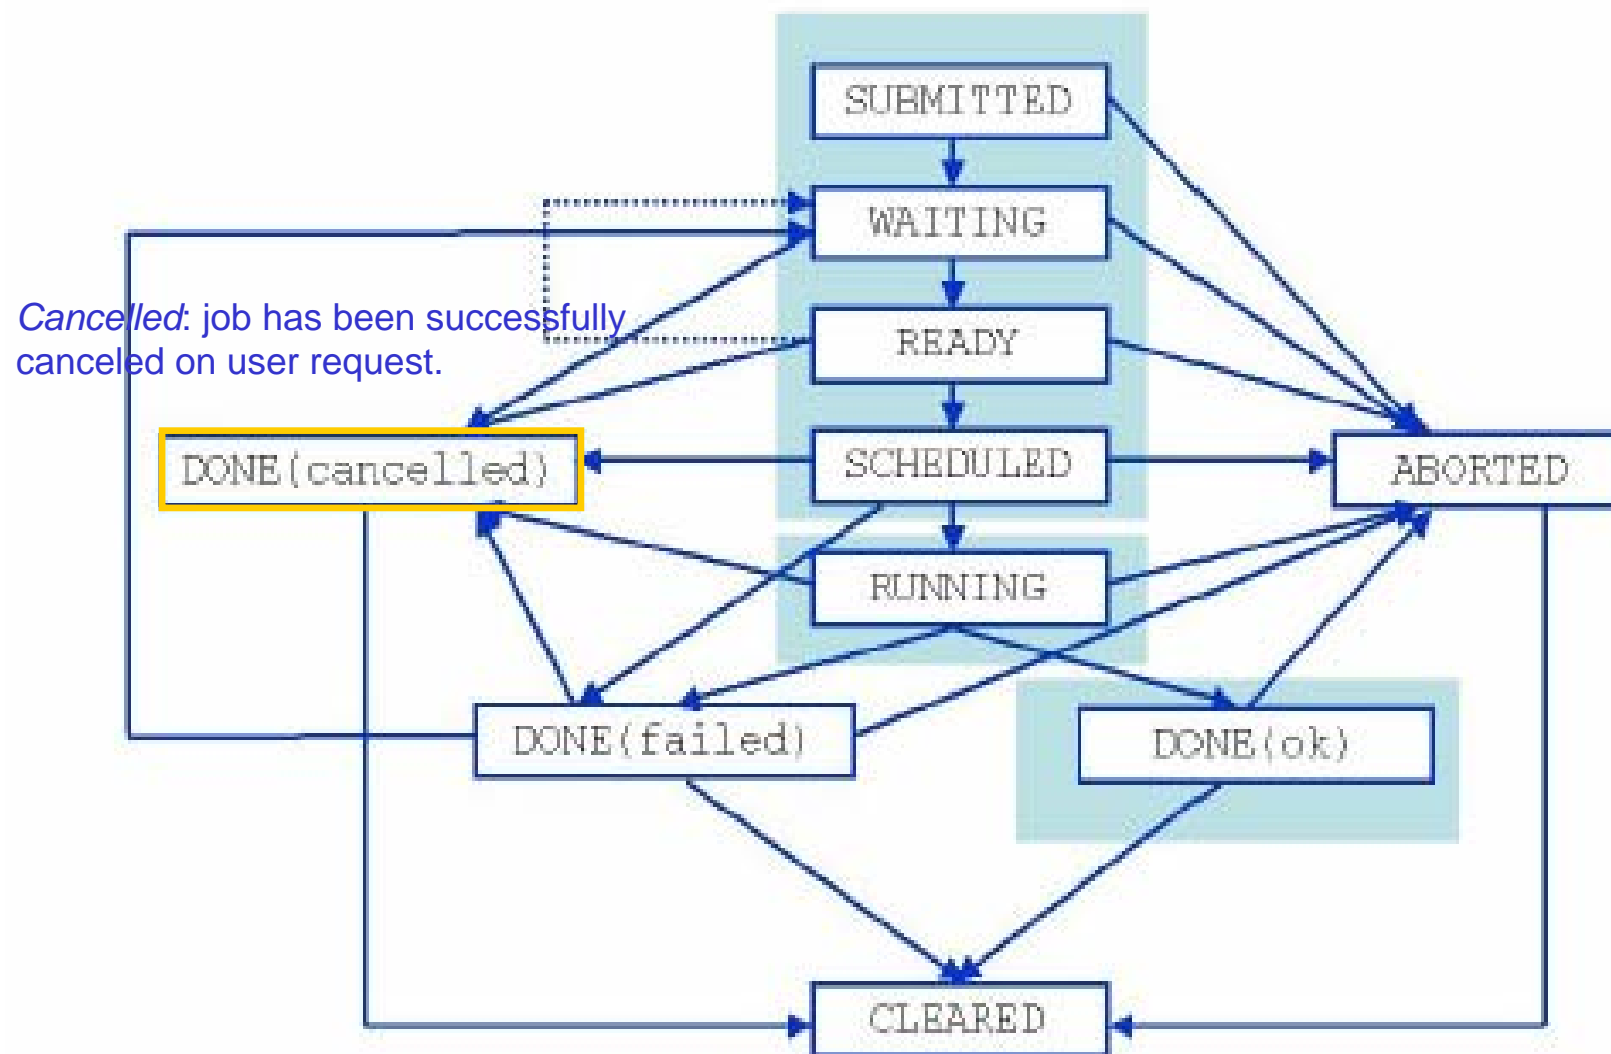 SUBMITTED
WAITING
Cancelled: job has been successfully
canceled on user request.
READY
DONE(cancelled)
SCHEDULED
ABORTED
RUNNING
DONE(failed)
DONE(ok)
CLEARED